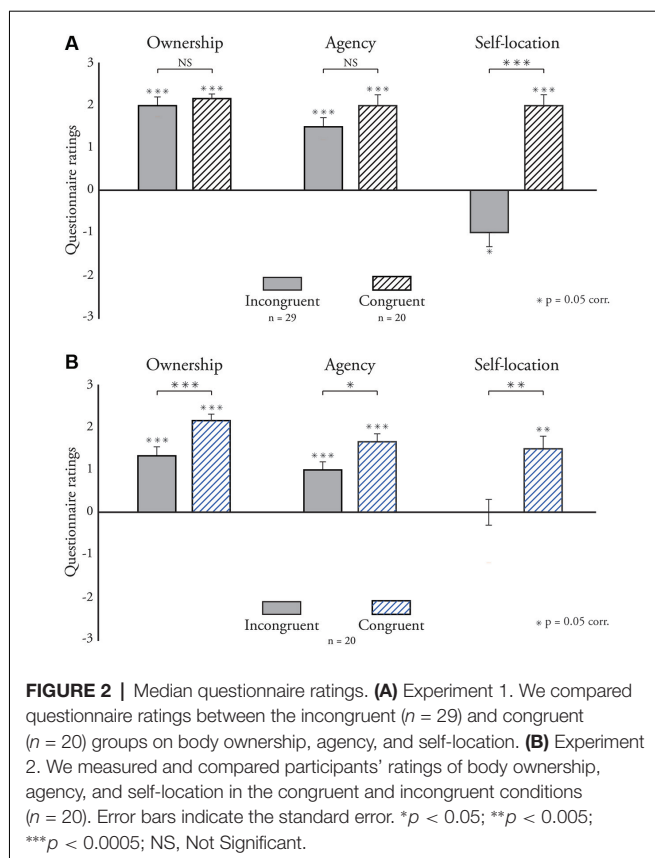 A
Ownership Agency Self-location
NS NS ∗∗∗
∗∗∗ ∗∗∗ ∗∗∗ ∗∗∗ ∗∗∗
∗
3
2
1
0
-1
-2
-3
Questionnaire ratings
Incongruent Congruent
n = 29 n = 20
∗ p = 0.05 corr.
B
Ownership Agency Self-location
∗∗∗ ∗ ∗∗
∗∗∗ ∗∗∗ ∗∗∗ ∗∗∗ ∗∗
3
2
1
0
-1
-2
-3
Questionnaire ratings
Incongruent Congruent
n = 20
∗ p = 0.05 corr.
FIGURE 2 | Median questionnaire ratings. (A) Experiment 1. We compared
questionnaire ratings between the incongruent (n = 29) and congruent
(n = 20) groups on body ownership, agency, and self-location. (B) Experiment
2. We measured and compared participants’ ratings of body ownership,
agency, and self-location in the congruent and incongruent conditions
(n = 20). Error bars indicate the standard error. *p < 0.05; **p < 0.005;
***p < 0.0005; NS, Not Significant.